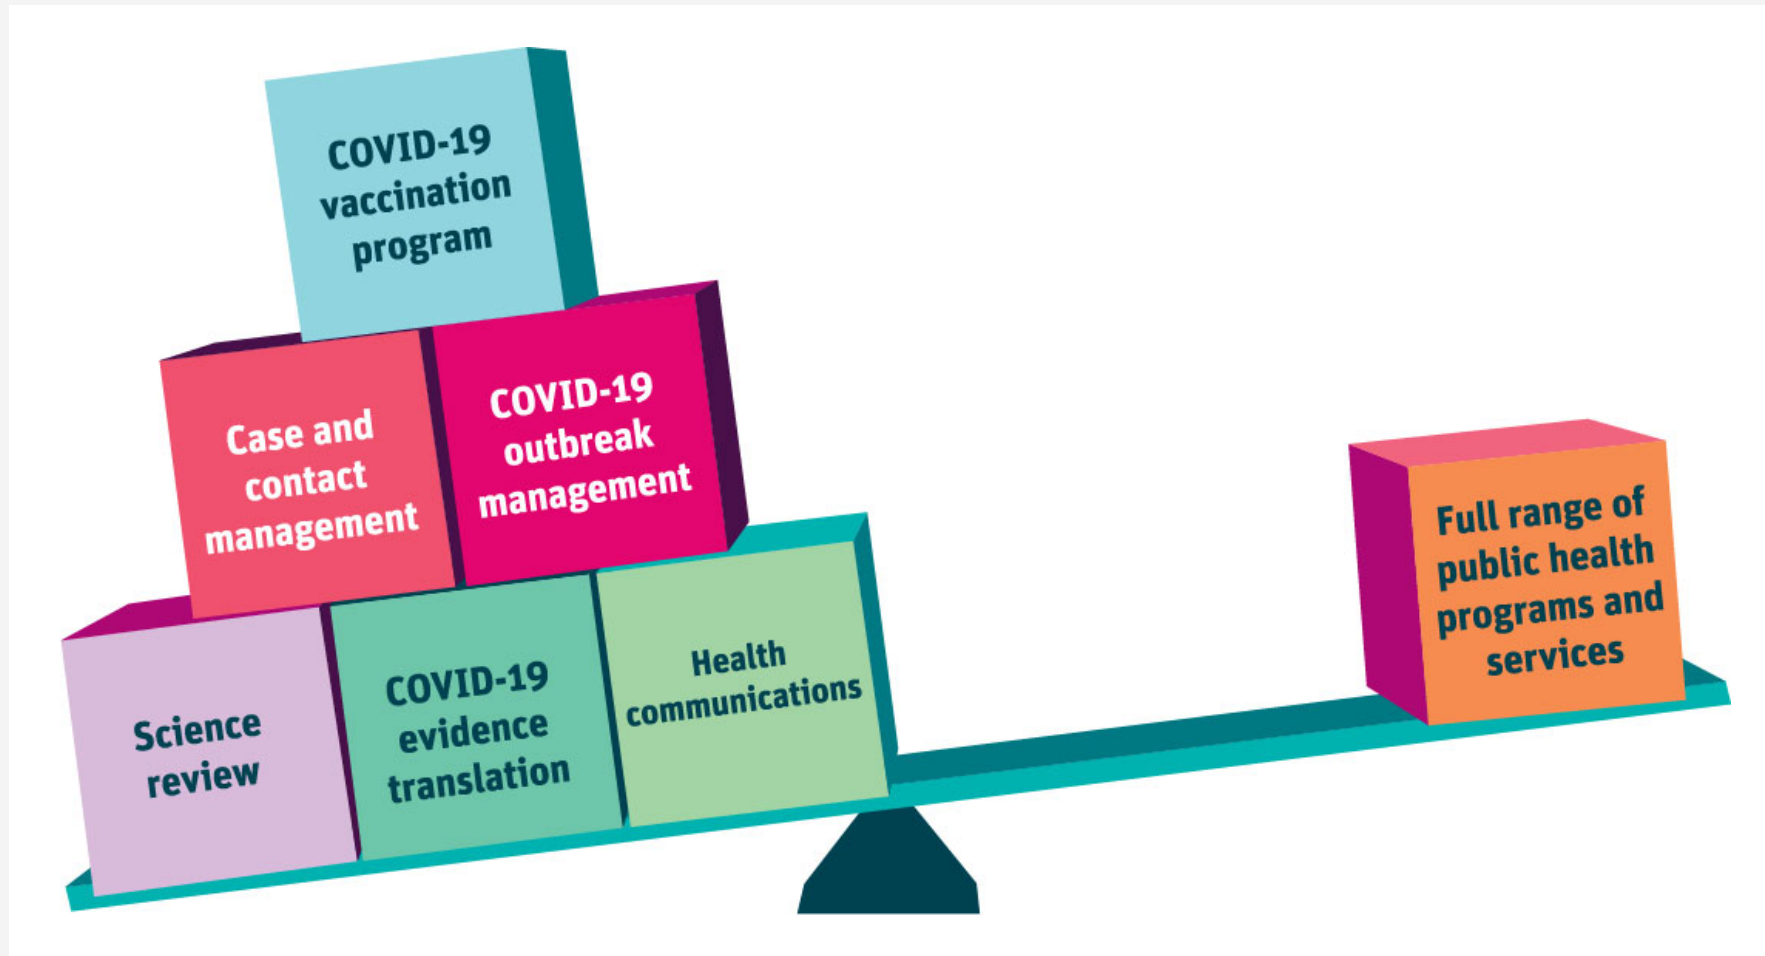 COVID-19
vaccination
program
Case and
contact
management
COVID-19
outbreak
management
Science
review
COVID-19
evidence
translation
Health
communications
Full range of
public health
programs and
services